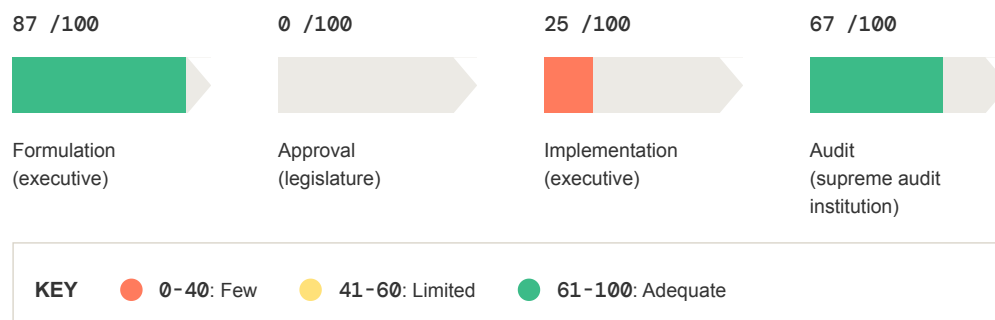 87 /100
0 /100
25 /100
67 /100
Formulation
(executive)
Approval
(legislature)
Implementation
(executive)
Audit
(supreme audit
institution)
KEY
0-40: Few
41-60: Limited
61-100: Adequate